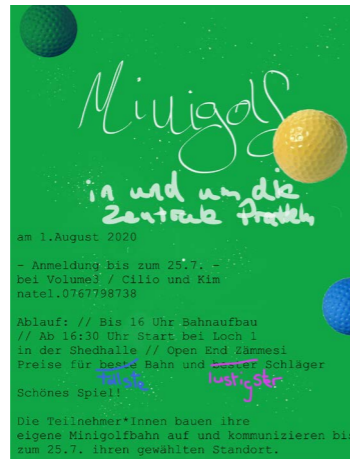 Minigolf
in und um die
Zentrale Pratteln
am 1.August 2020
- Anmeldung bis zum 25.7. -
bei Volume3 / Cilio und Kim
natel.0767798738
Ablauf: // Bis 16 Uhr Bahnaufbau
// Ab 16:30 Uhr Start bei Loch 1
in der Shedhalle // Open End Zämmesi
Preise für beste Bahn und bester Schläger
tollste lustigster
Schönes Spiel!
Die Teilnehmer*Innen bauen ihre
eigene Minigolfbahn auf und kommunizieren bis
zum 25.7. ihren gewählten Standort.